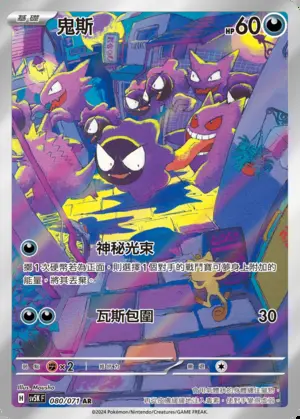 基礎 鬼斯 HP60
神秘光束
擲1次硬幣若為正面,則選擇1個對手的戰鬥寶可夢身上附加的
能量,將其丟棄。
瓦斯包圍 20
×2
Illus. Mousho
H SV5K F 080/071 AR
©2024 Pokémon/Nintendo/Creatures/GAME FREAK.